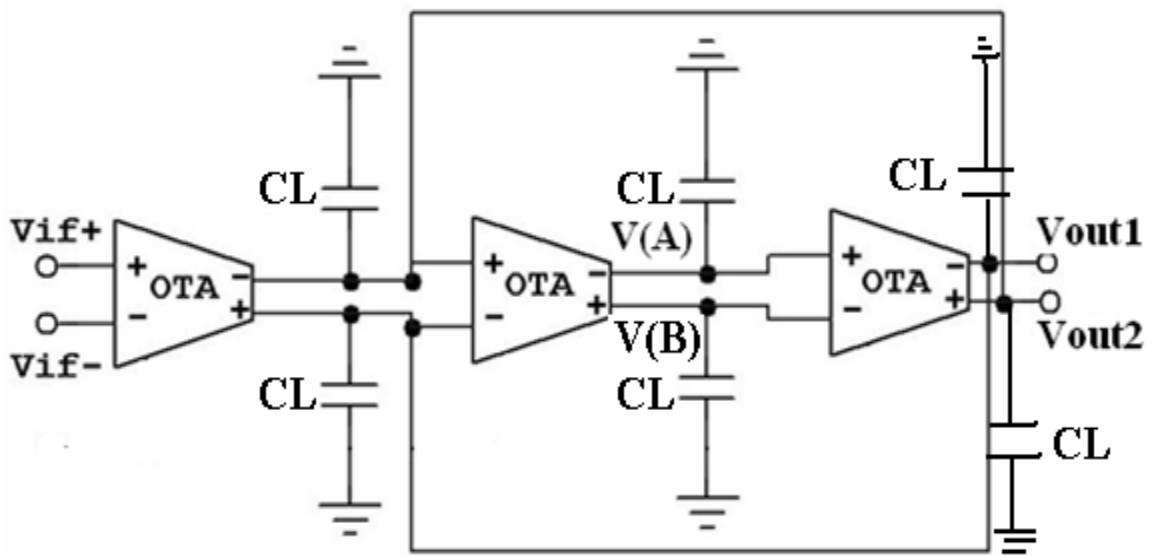 CL
CL
CL
Vif+
+
-
OTA
-
+
V(A)
+
-
OTA
-
+
+
-
OTA
-
+
Vout1
Vif-
V(B)
Vout2
CL
CL
CL